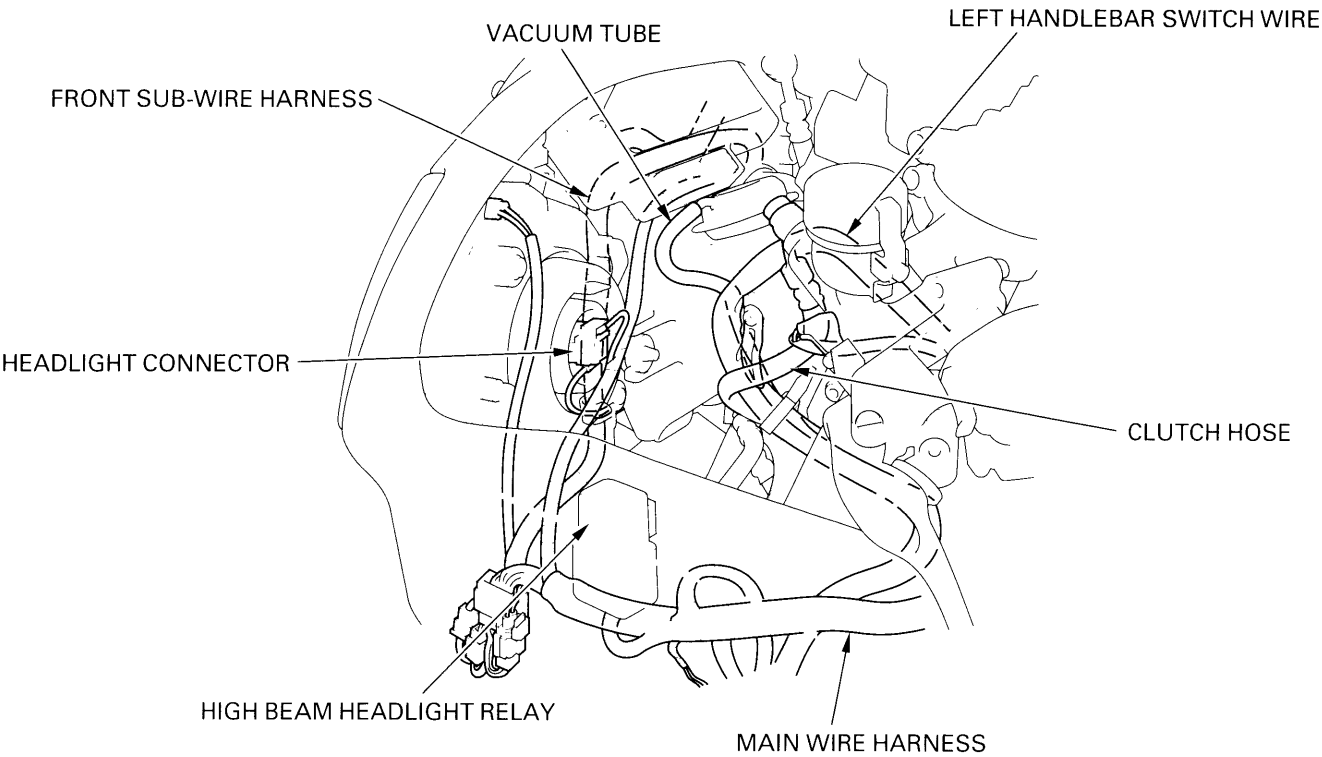 LEFT HANDLEBAR SWITCH WIRE
VACUUM TUBE
FRONT SUB-WIRE HARNESS
HEADLIGHT CONNECTOR
CLUTCH HOSE
HIGH BEAM HEADLIGHT RELAY
MAIN WIRE HARNESS